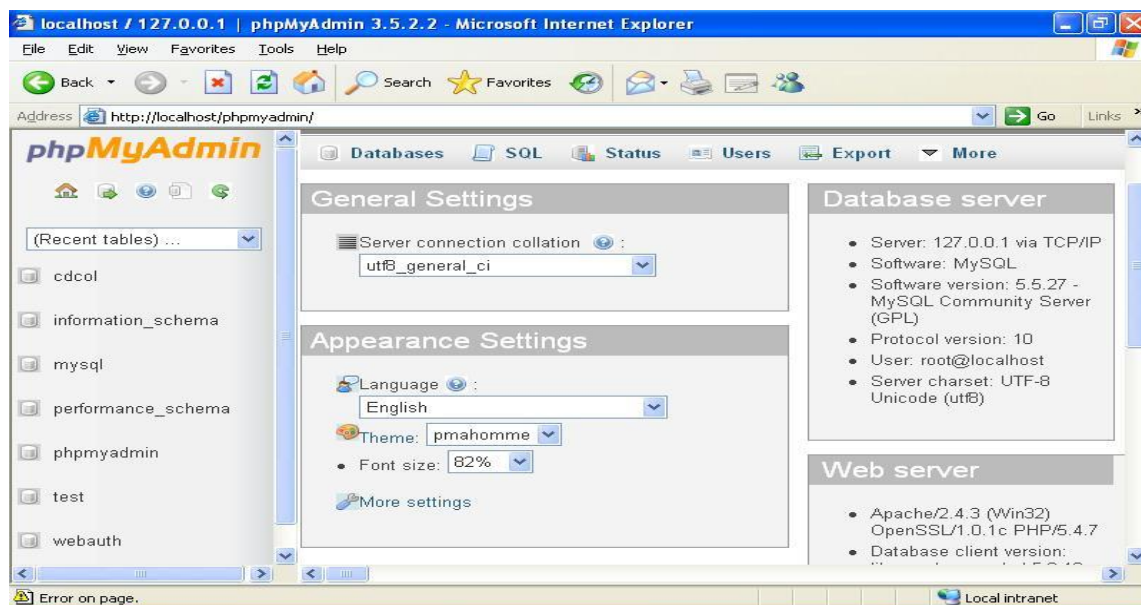 localhost / 127.0.0.1 | phpMyAdmin 3.5.2.2 - Microsoft Internet Explorer
File Edit View Favorites Tools Help
Back Search Favorites
Address http://localhost/phpmyadmin/ Go Links
phpMyAdmin
(Recent tables) ...
cdcol
information_schema
mysql
performance_schema
phpmyadmin
test
webauth
Databases SQL Status Users Export More
General Settings
Server connection collation :
utf8_general_ci
Appearance Settings
Language :
English
Theme: pmahomme
Font size: 82%
More settings
Database server
Server: 127.0.0.1 via TCP/IP
Software: MySQL
Software version: 5.5.27 -
MySQL Community Server
(GPL)
Protocol version: 10
User: root@localhost
Server charset: UTF-8
Unicode (utf8)
Web server
Apache/2.4.3 (Win32)
OpenSSL/1.0.1c PHP/5.4.7
Database client version:
Error on page. Local intranet